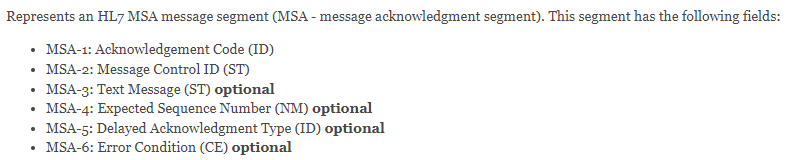 Represents an HL7 MSA message segment (MSA - message acknowledgment segment). This segment has the following fields:
• MSA-1: Acknowledgement Code (ID)
• MSA-2: Message Control ID (ST)
• MSA-3: Text Message (ST) optional
• MSA-4: Expected Sequence Number (NM) optional
• MSA-5: Delayed Acknowledgment Type (ID) optional
• MSA-6: Error Condition (CE) optional